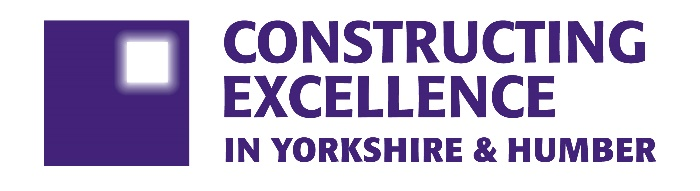 CONSTRUCTING
EXCELLENCE
IN YORKSHIRE & HUMBER